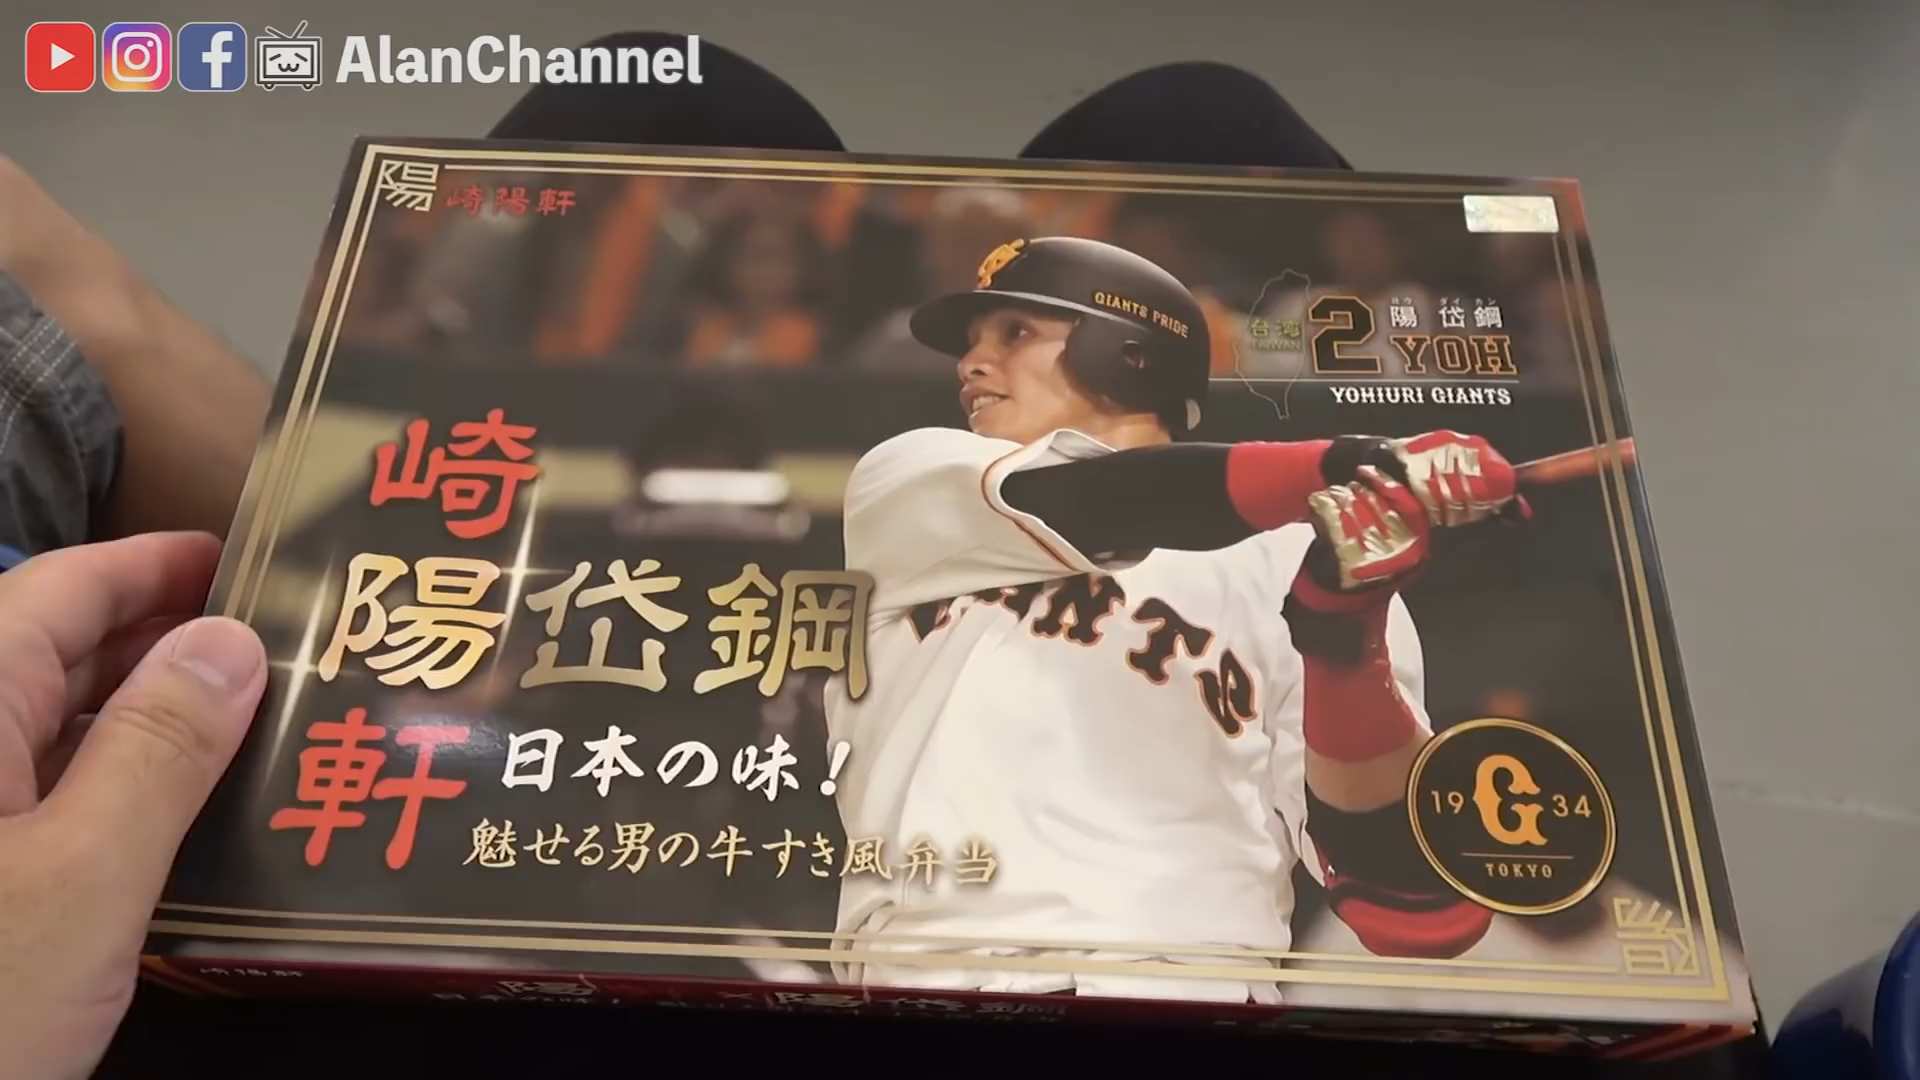 AlanChannel
陽 崎陽軒
GIANTS PRIDE
台湾
TAIWAN
2
ヨウ ダイ カン
陽 岱鋼
YOH
YOMIURI GIANTS
崎
陽岱鋼
軒
日本の味!
魅せる男の牛すき風弁当
GIANTS
19 G 34
TOKYO